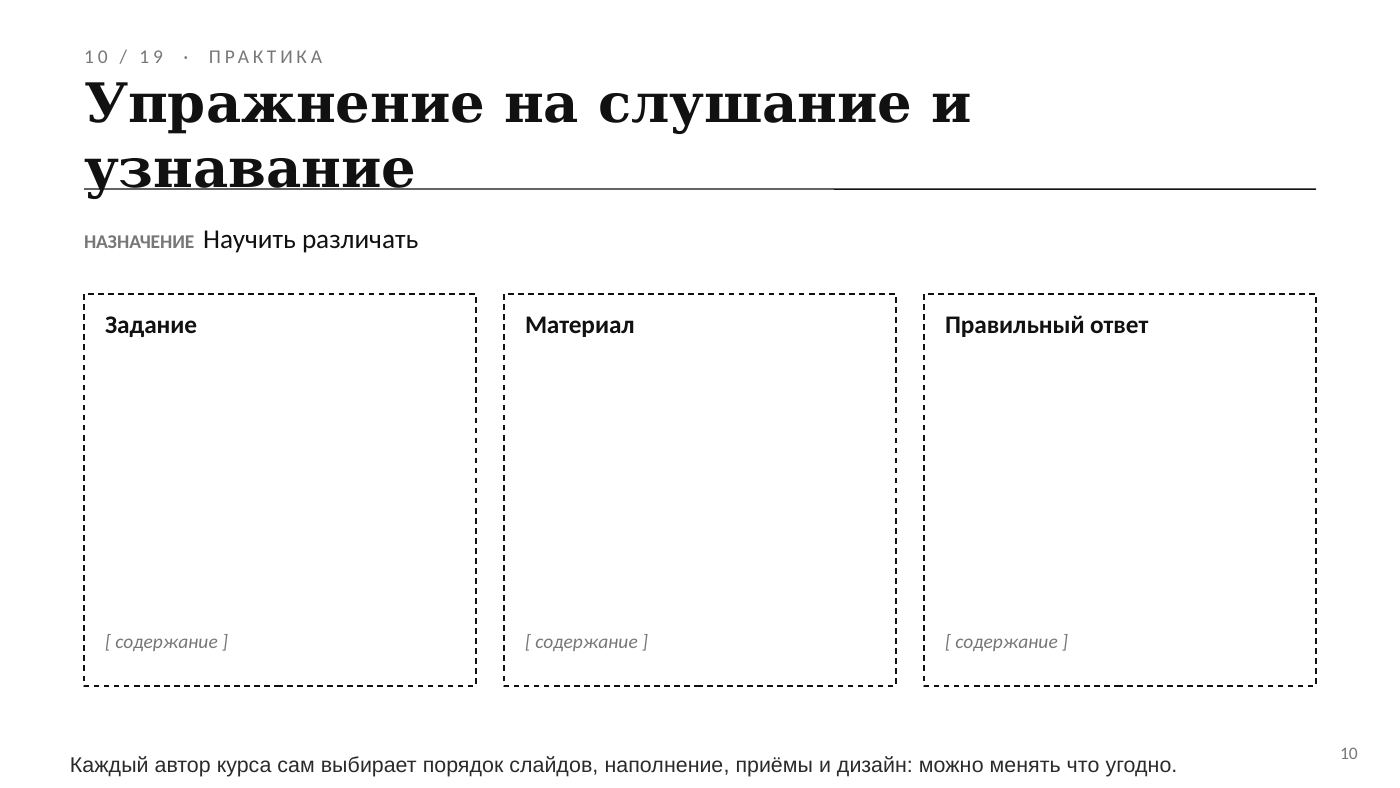 10 / 19 · ПРАКТИКА
Упражнение на слушание и
узнавание
НАЗНАЧЕНИЕ Научить различать
Задание
Материал
Правильный ответ
[ содержание ]
[ содержание ]
[ содержание ]
Каждый автор курса сам выбирает порядок слайдов, наполнение, приёмы и дизайн: можно менять что угодно.
10